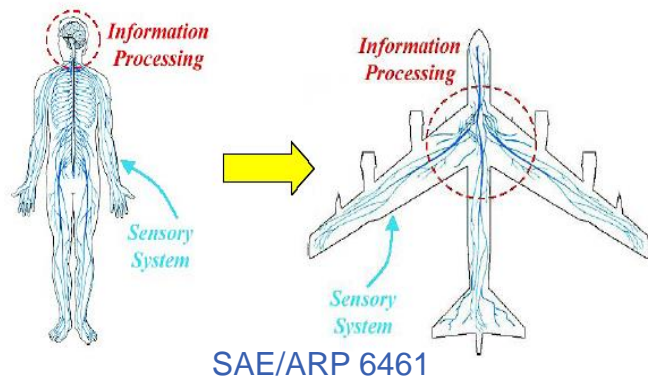 Information
Processing
Sensory
System
Information
Processing
Sensory
System
SAE/ARP 6461